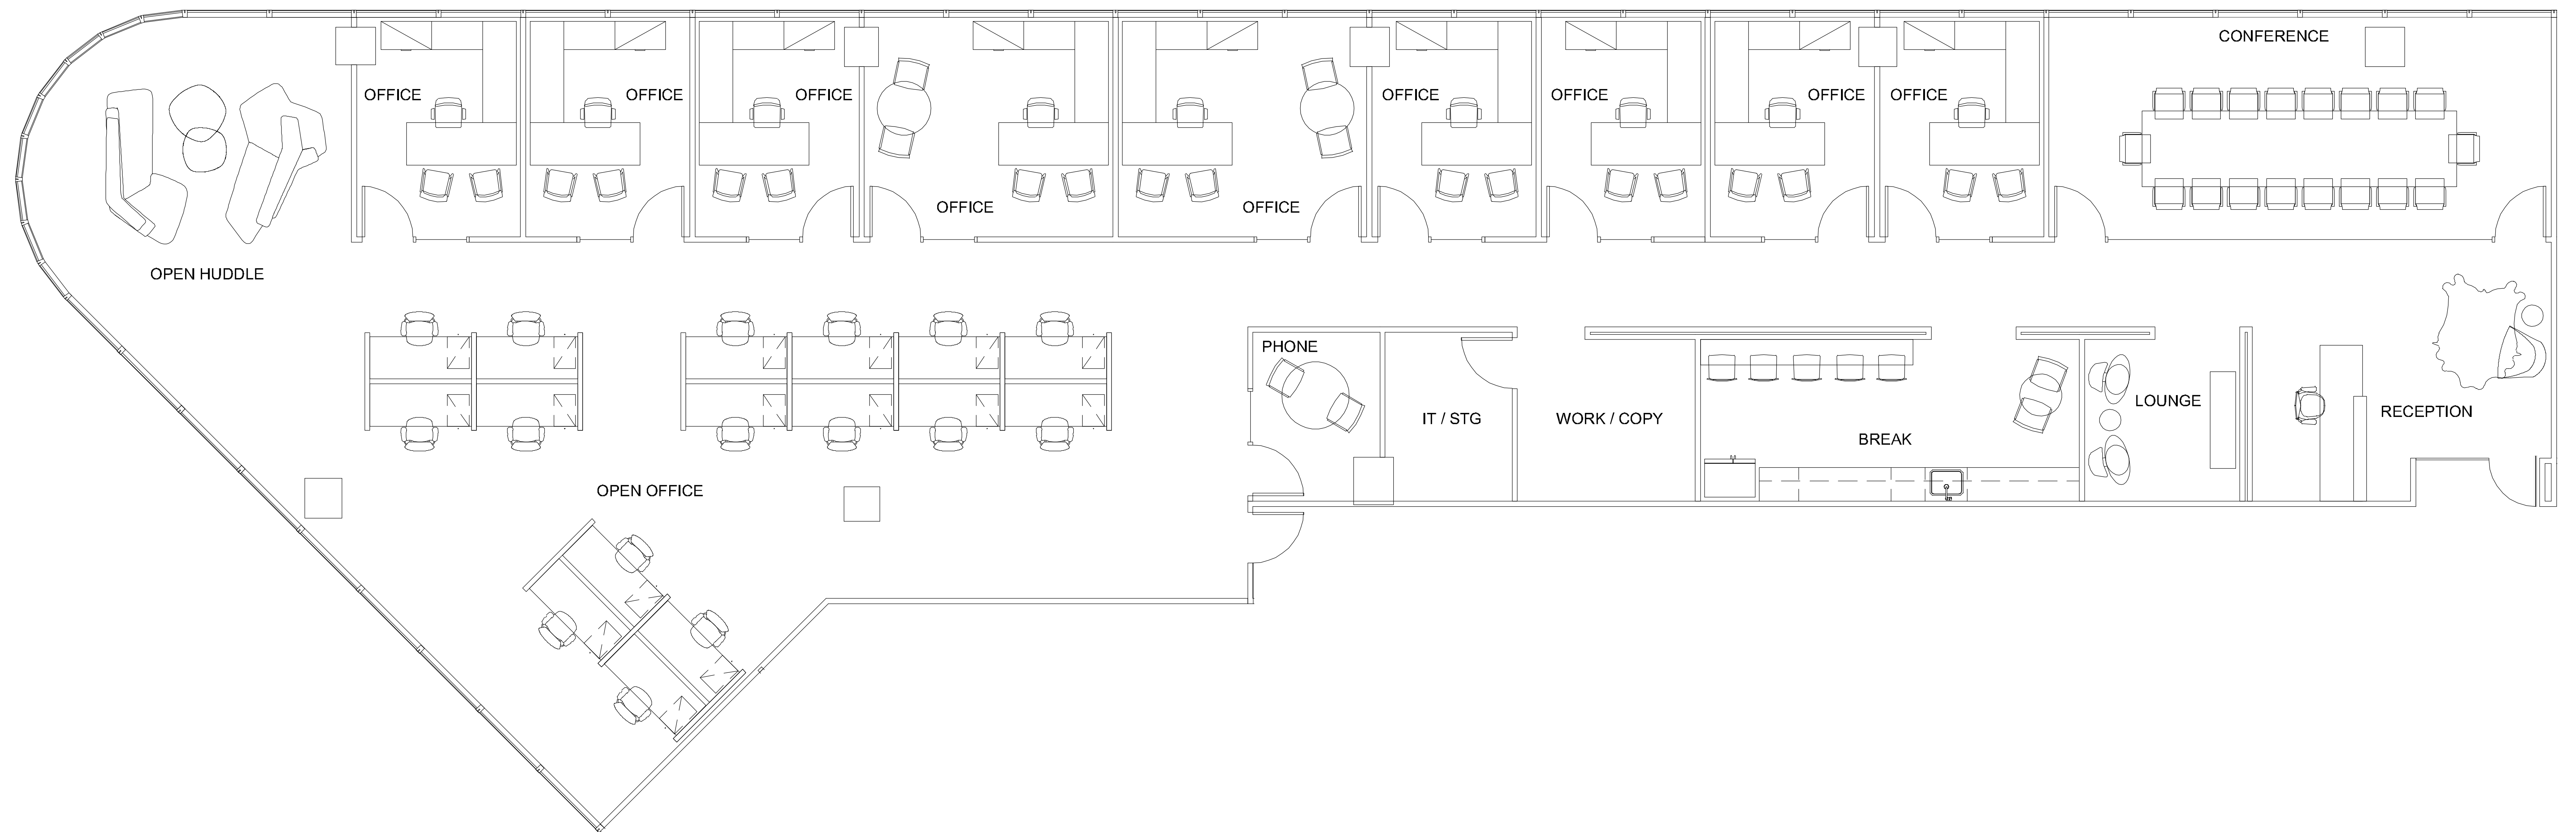 CONFERENCE
OFFICE
OFFICE
OFFICE
OFFICE
OFFICE
OFFICE
OFFICE
OFFICE
OFFICE
OPEN HUDDLE
PHONE
LOUNGE
RECEPTION
IT / STG
WORK / COPY
BREAK
OPEN OFFICE